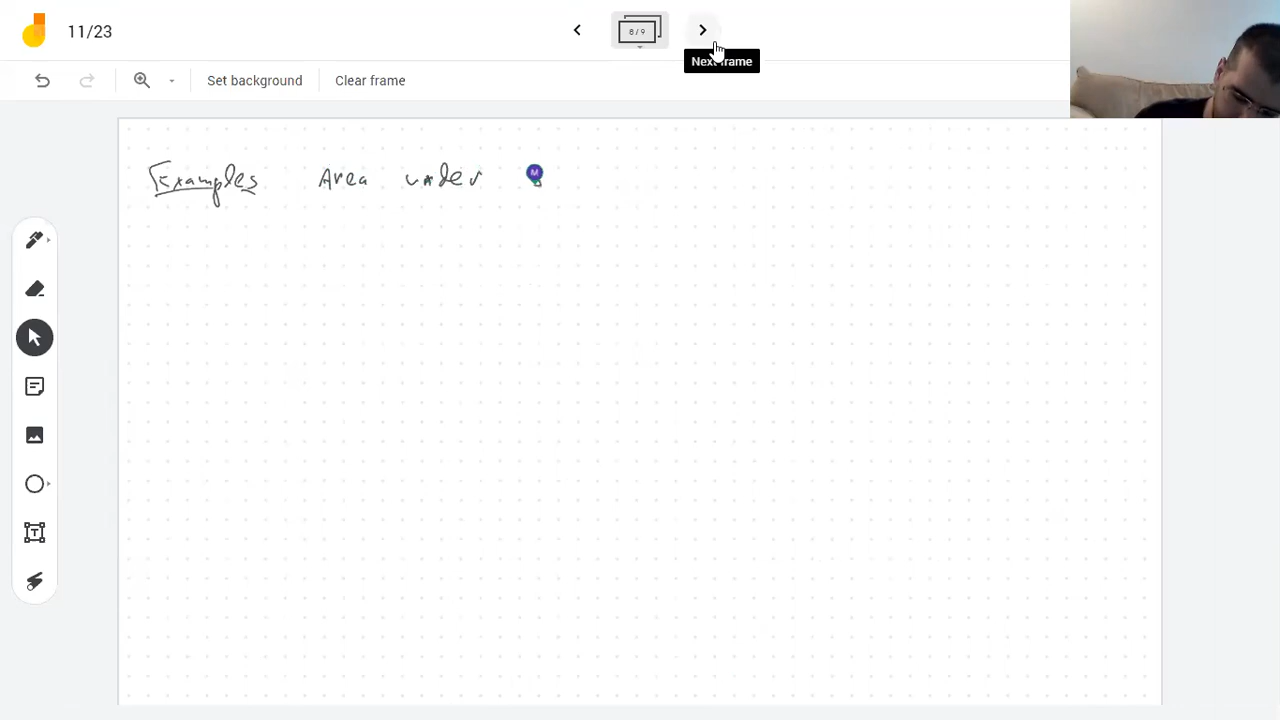 11/23
8/9
Next frame
Set background
Clear frame
Examples Area under
M
T